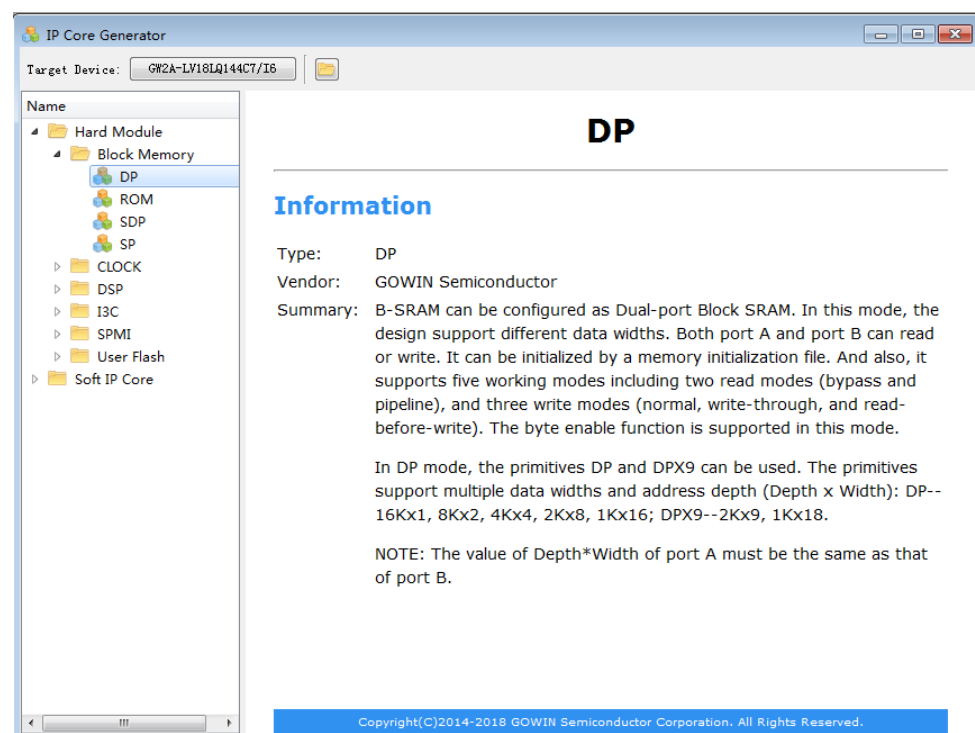 IP Core Generator
Target Device: GW2A-LV18LQ144C7/I6
Name
Hard Module
Block Memory
DP
ROM
SDP
SP
CLOCK
DSP
I3C
SPMI
User Flash
Soft IP Core
DP
Information
Type: DP
Vendor: GOWIN Semiconductor
Summary: B-SRAM can be configured as Dual-port Block SRAM. In this mode, the
design support different data widths. Both port A and port B can read
or write. It can be initialized by a memory initialization file. And also, it
supports five working modes including two read modes (bypass and
pipeline), and three write modes (normal, write-through, and read-
before-write). The byte enable function is supported in this mode.
In DP mode, the primitives DP and DPX9 can be used. The primitives
support multiple data widths and address depth (Depth x Width): DP--
16Kx1, 8Kx2, 4Kx4, 2Kx8, 1Kx16; DPX9--2Kx9, 1Kx18.
NOTE: The value of Depth*Width of port A must be the same as that
of port B.
Copyright(C)2014-2018 GOWIN Semiconductor Corporation. All Rights Reserved.